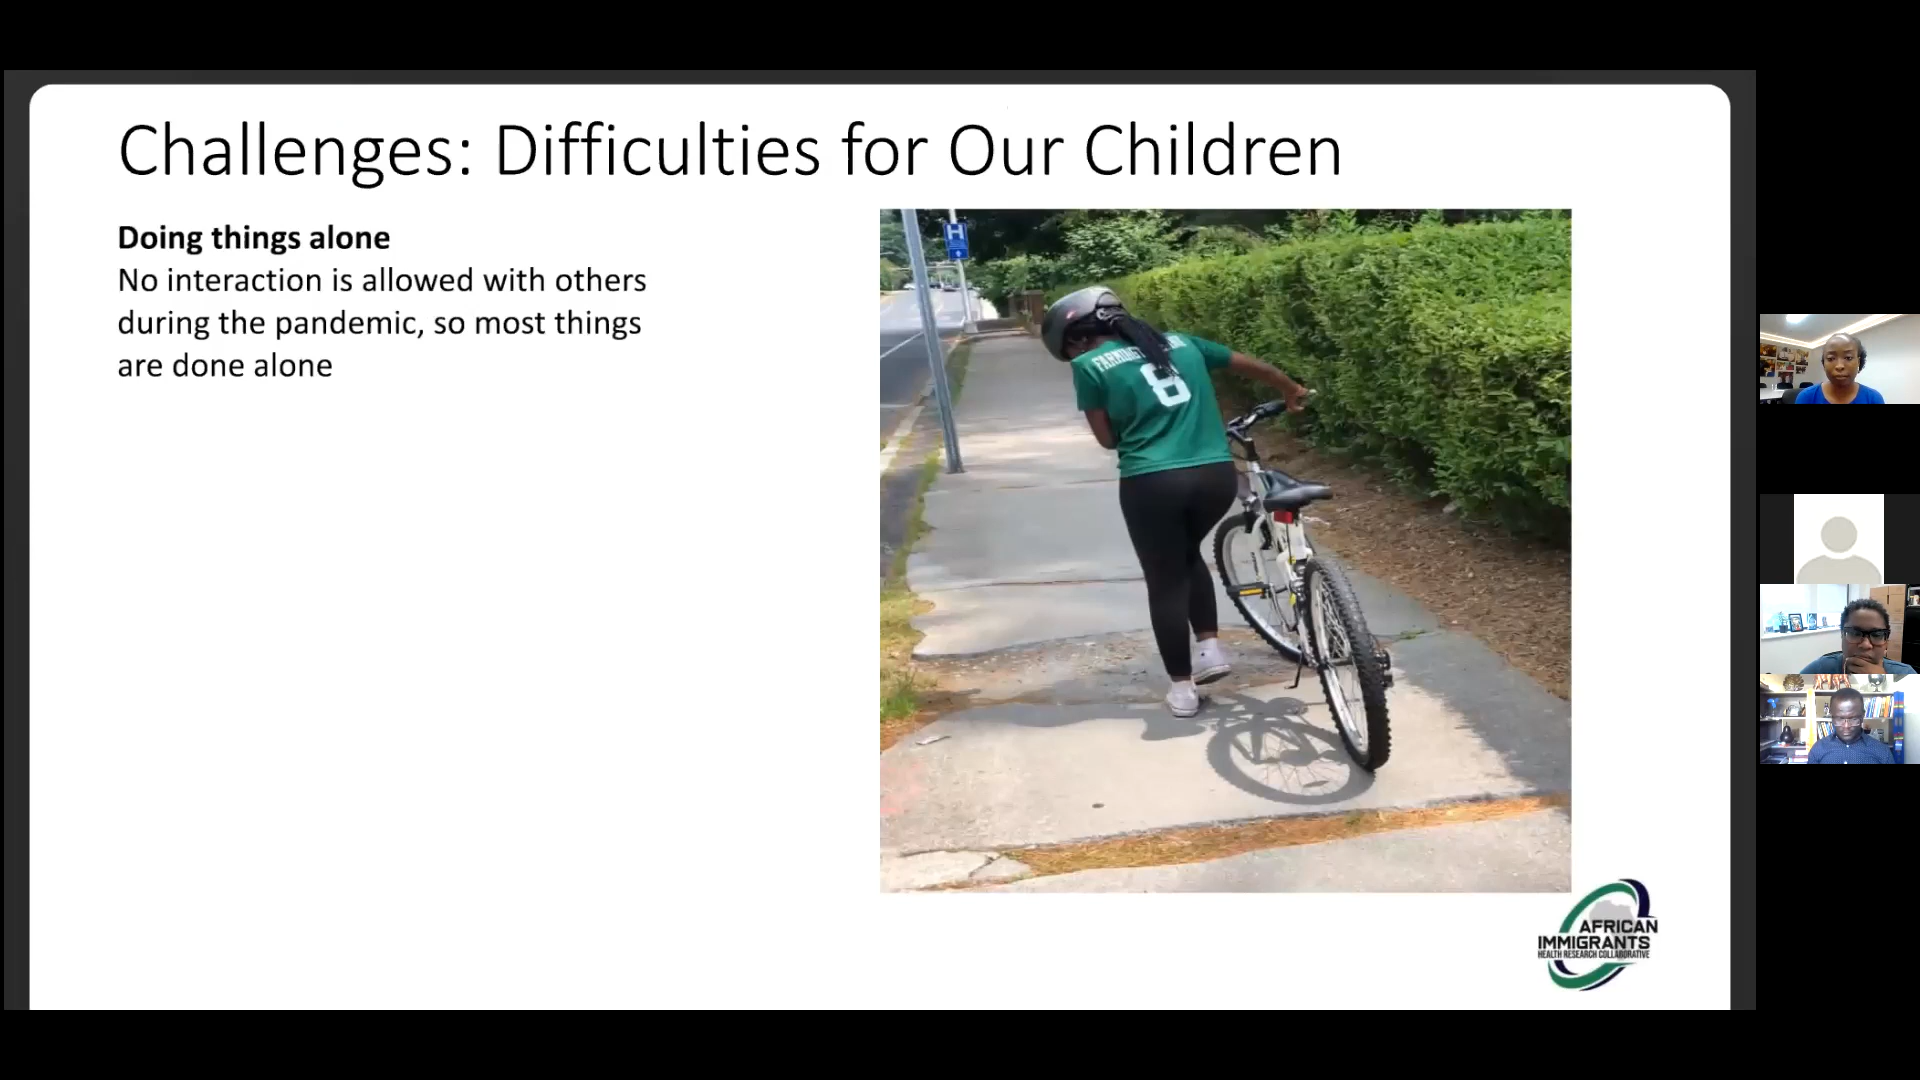 Challenges: Difficulties for Our Children
Doing things alone
No interaction is allowed with others
during the pandemic, so most things
are done alone
H
8
AFRICAN
IMMIGRANTS
HEALTH RESEARCH COLLABORATIVE